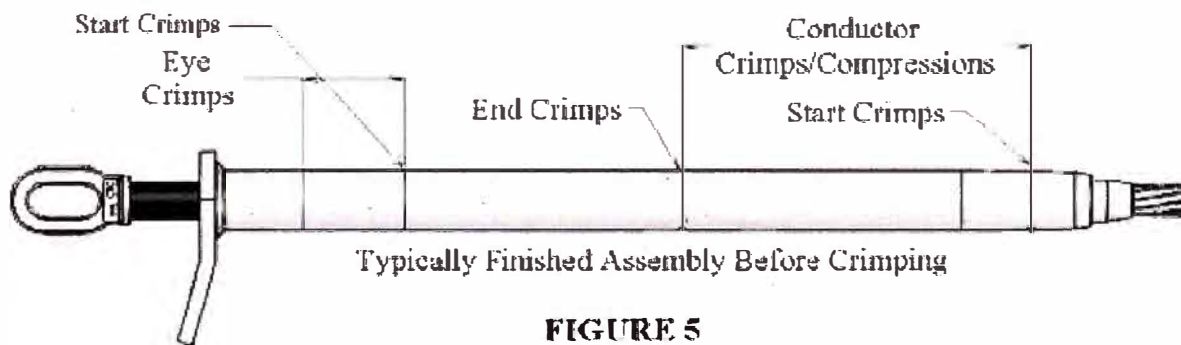 Start Crimps
Eye
Crimps
Conductor
Crimps/Compressions
End Crimps
Start Crimps
Typically Finished Assembly Before Crimping
FIGURE 5